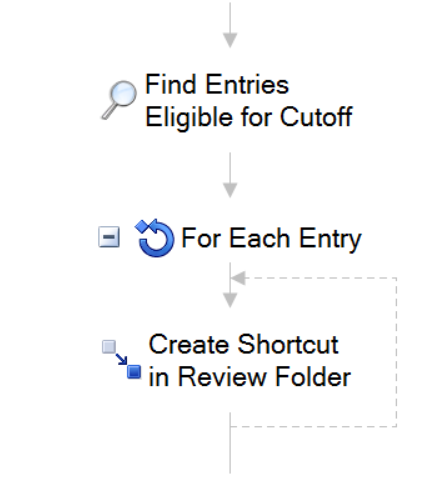 Find Entries
Eligible for Cutoff
For Each Entry
Create Shortcut
in Review Folder